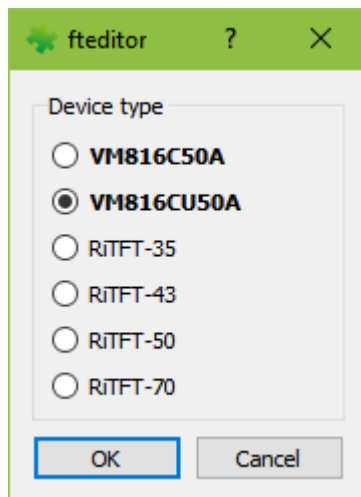 fteditor ?
Device type
VM816C50A
VM816CU50A
RiTFT-35
RiTFT-43
RiTFT-50
RiTFT-70
OK Cancel